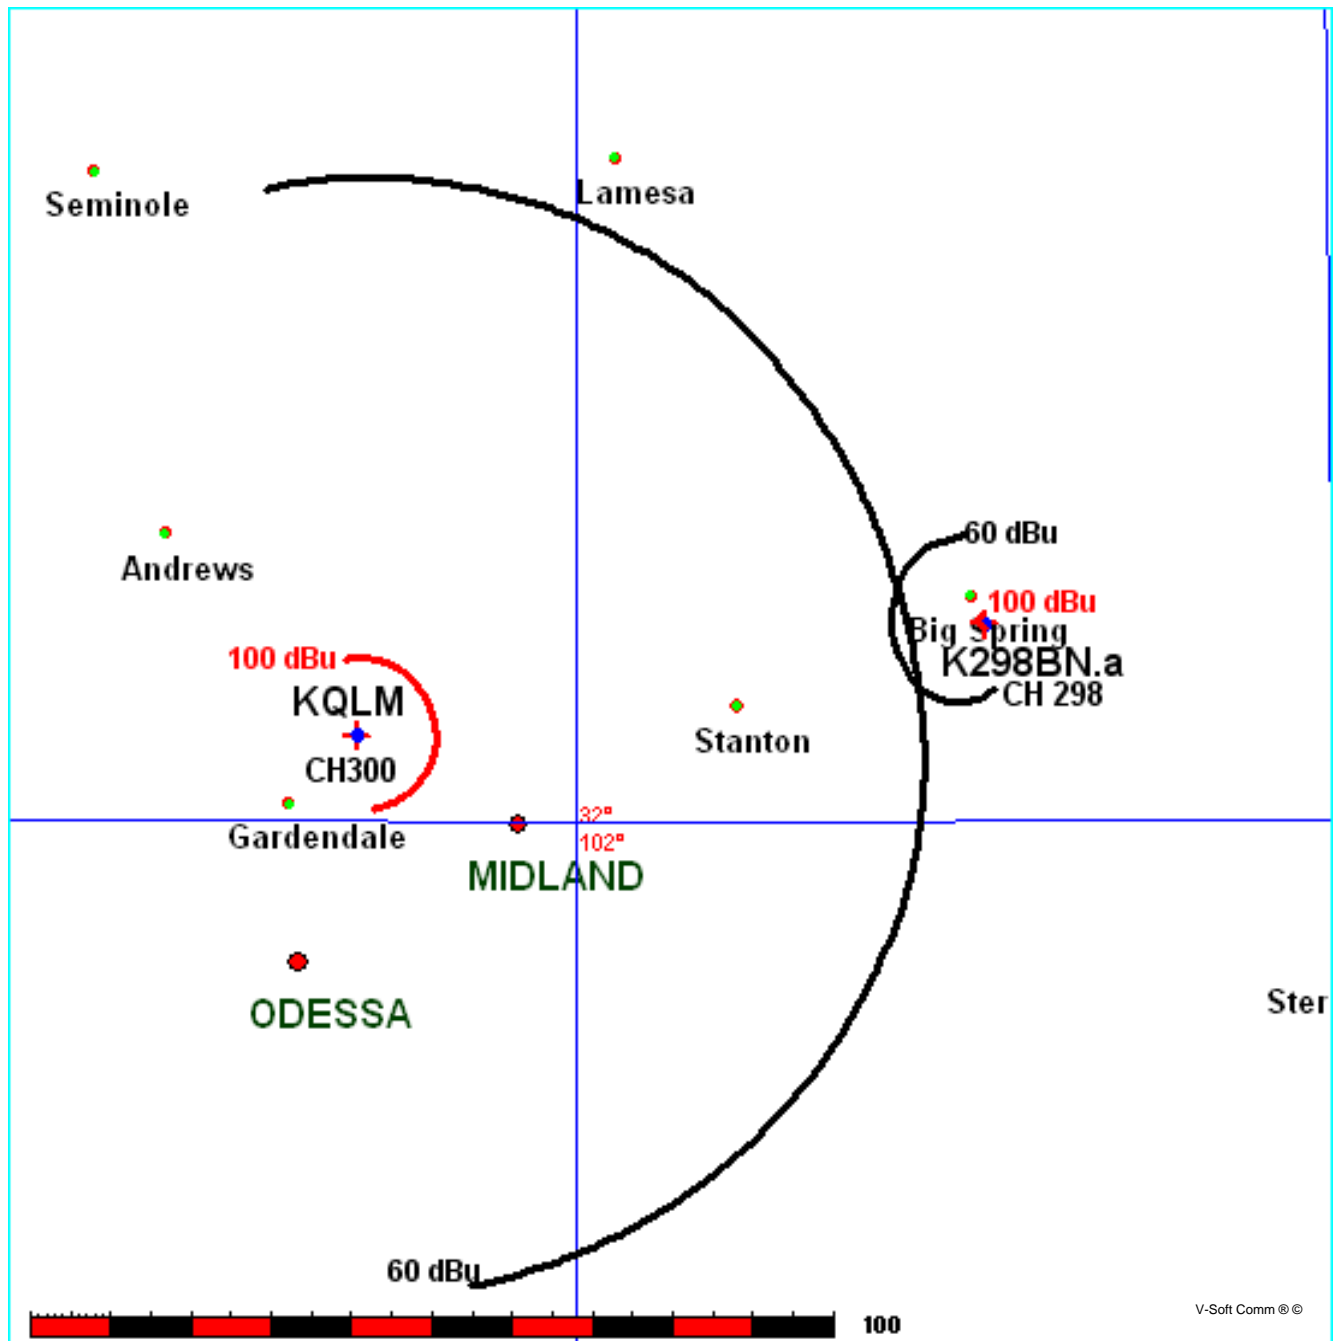 Lamesa
Seminole
60 dBu
Andrews
100 dBu
Big Spring
100 dBu
K298BN.a
KQLM
CH 298
Stanton
CH300
32°
Gardendale
102°
MIDLAND
Ster
ODESSA
60 dBu
V-Soft Comm ® ©
100